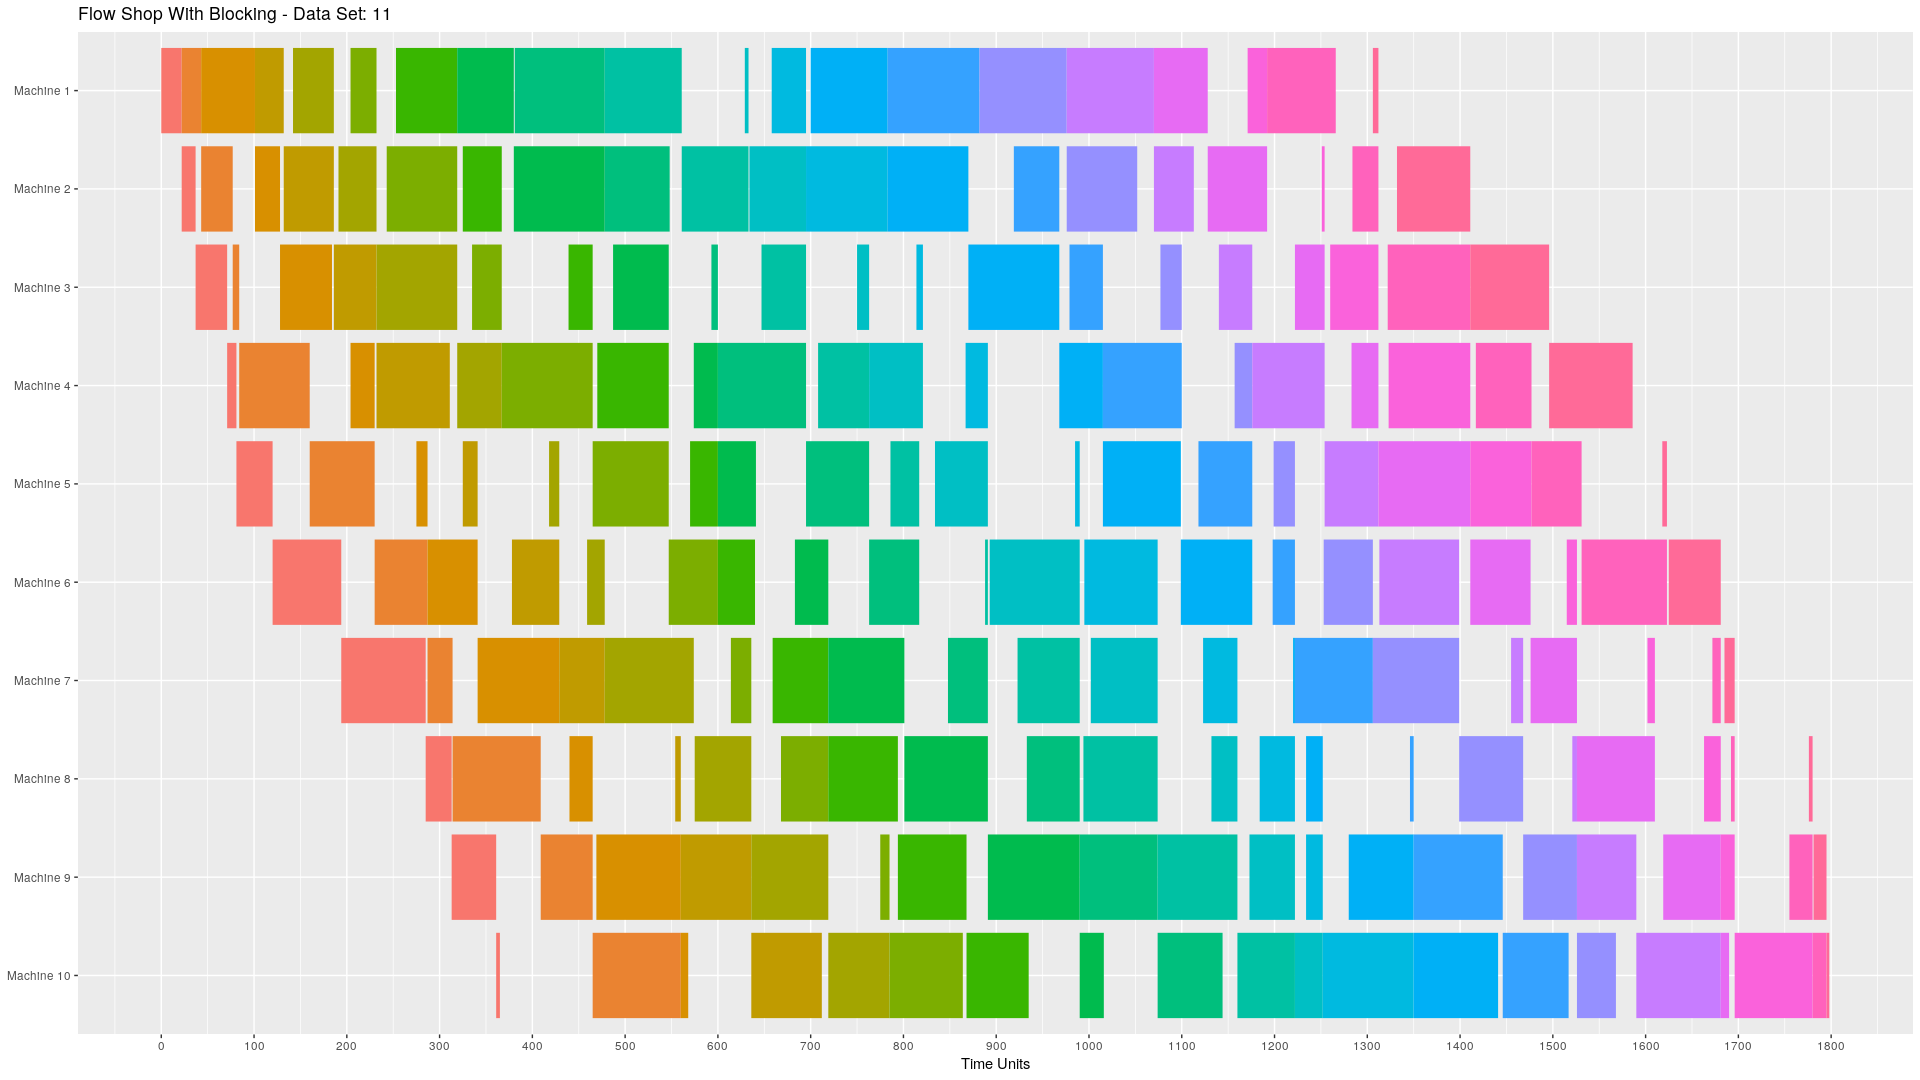 Flow Shop With Blocking - Data Set: 11
Machine 1
Machine 2
Machine 3
Machine 4
Machine 5
Machine 6
Machine 7
Machine 8
Machine 9
Machine 10
0 100 200 300 400 500 600 700 800 900 1000 1100 1200 1300 1400 1500 1600 1700 1800
Time Units